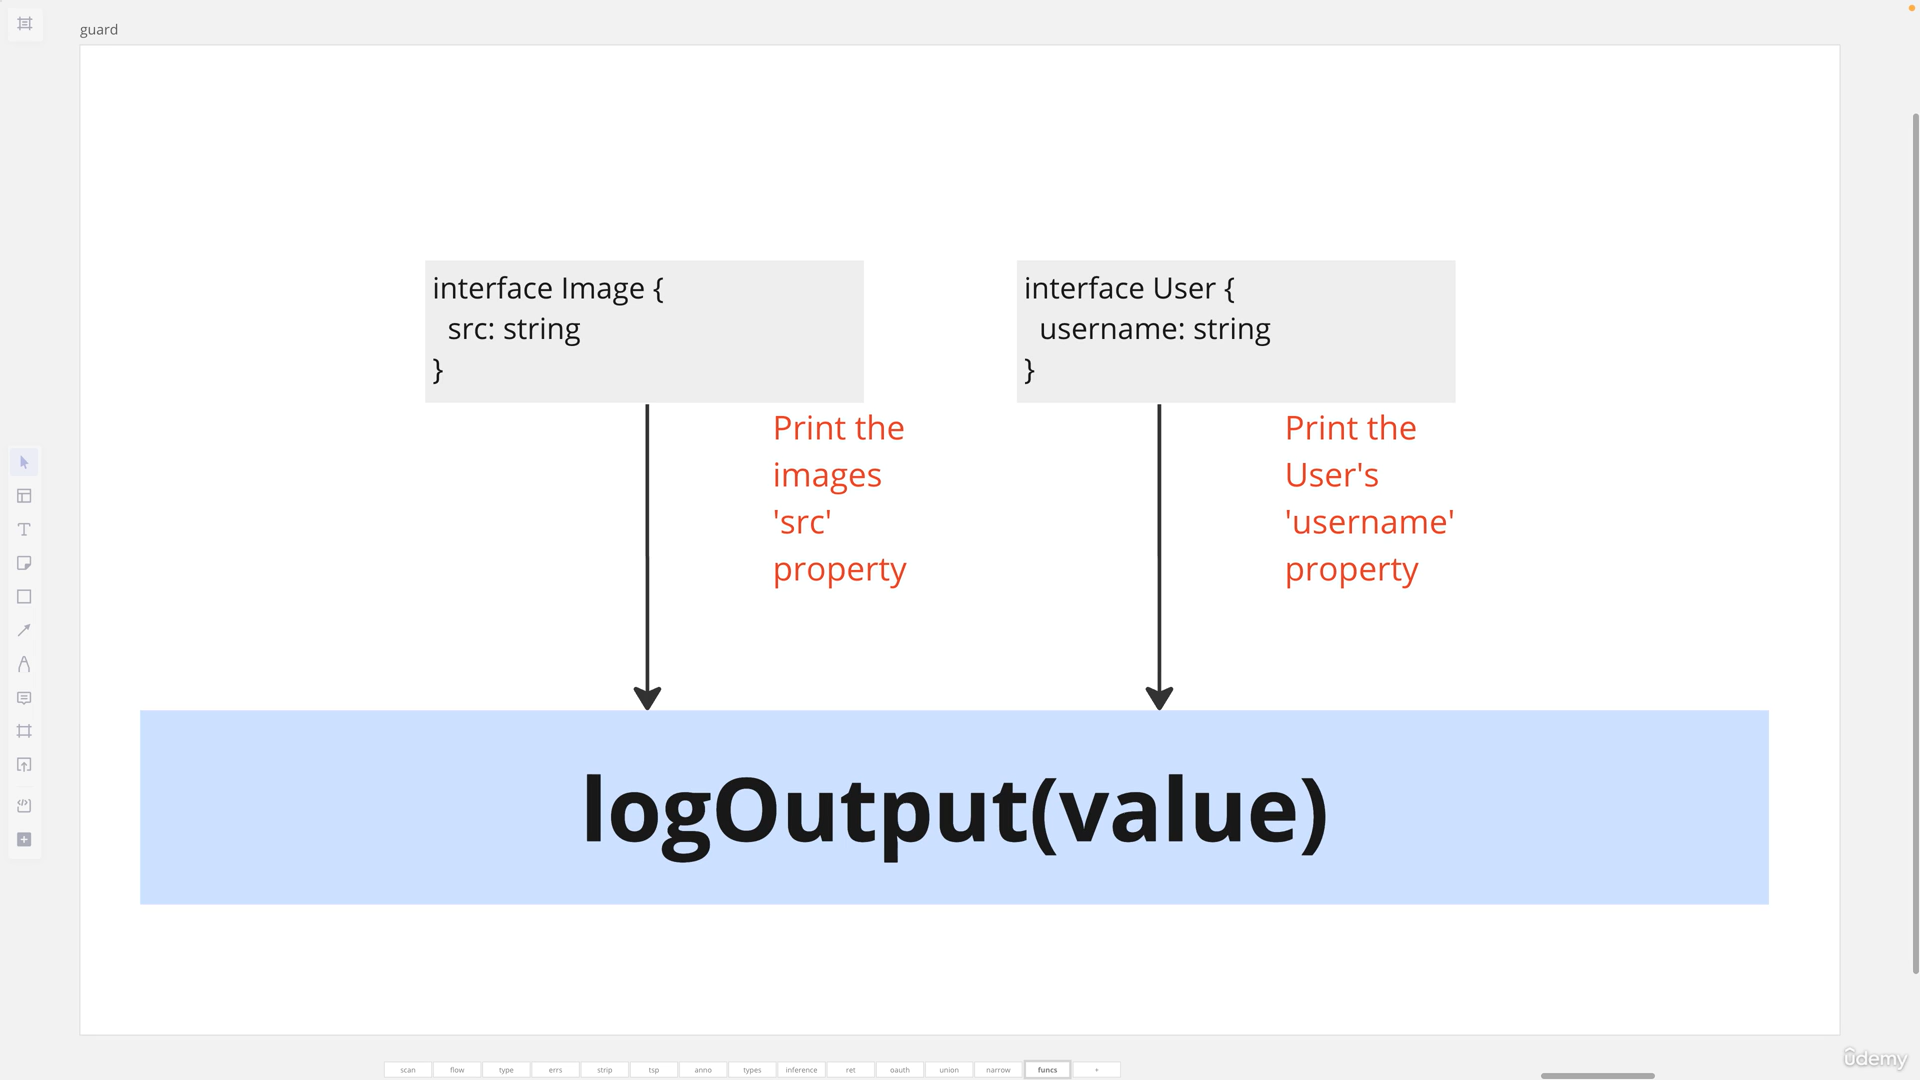 guard
interface Image {
src: string
}
interface User {
username: string
}
Print the
images
'src'
property
Print the
User's
'username'
property
logOutput(value)
scan
flow
type
errs
strip
tsp
anno
types
inference
ret
oauth
union
narrow
funcs
+
ûdemy